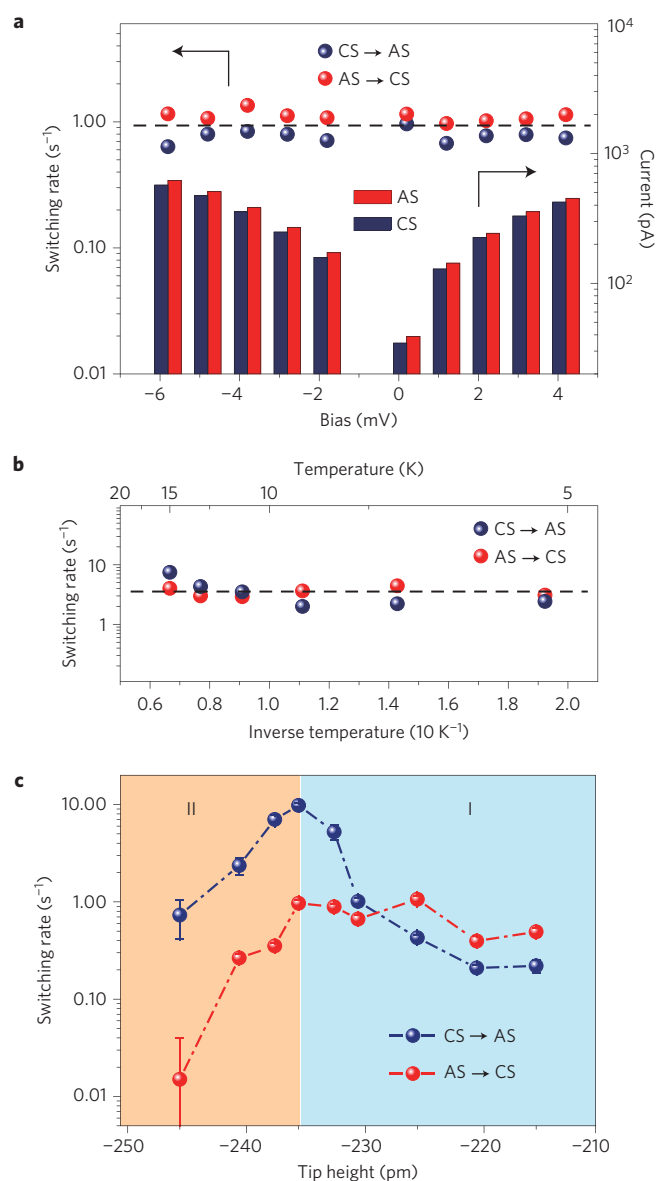 a
CS → AS
AS → CS
AS
CS
Switching rate (s⁻¹)
1.00
0.10
0.01
10⁴
10³
10²
Current (pA)
−6
−4
−2
0
2
4
Bias (mV)
b
Temperature (K)
20
15
10
5
CS → AS
AS → CS
Switching rate (s⁻¹)
10
1
0.6
0.8
1.0
1.2
1.4
1.6
1.8
2.0
Inverse temperature (10 K⁻¹)
c
II
I
Switching rate (s⁻¹)
10.00
1.00
0.10
0.01
CS → AS
AS → CS
−250
−240
−230
−220
−210
Tip height (pm)